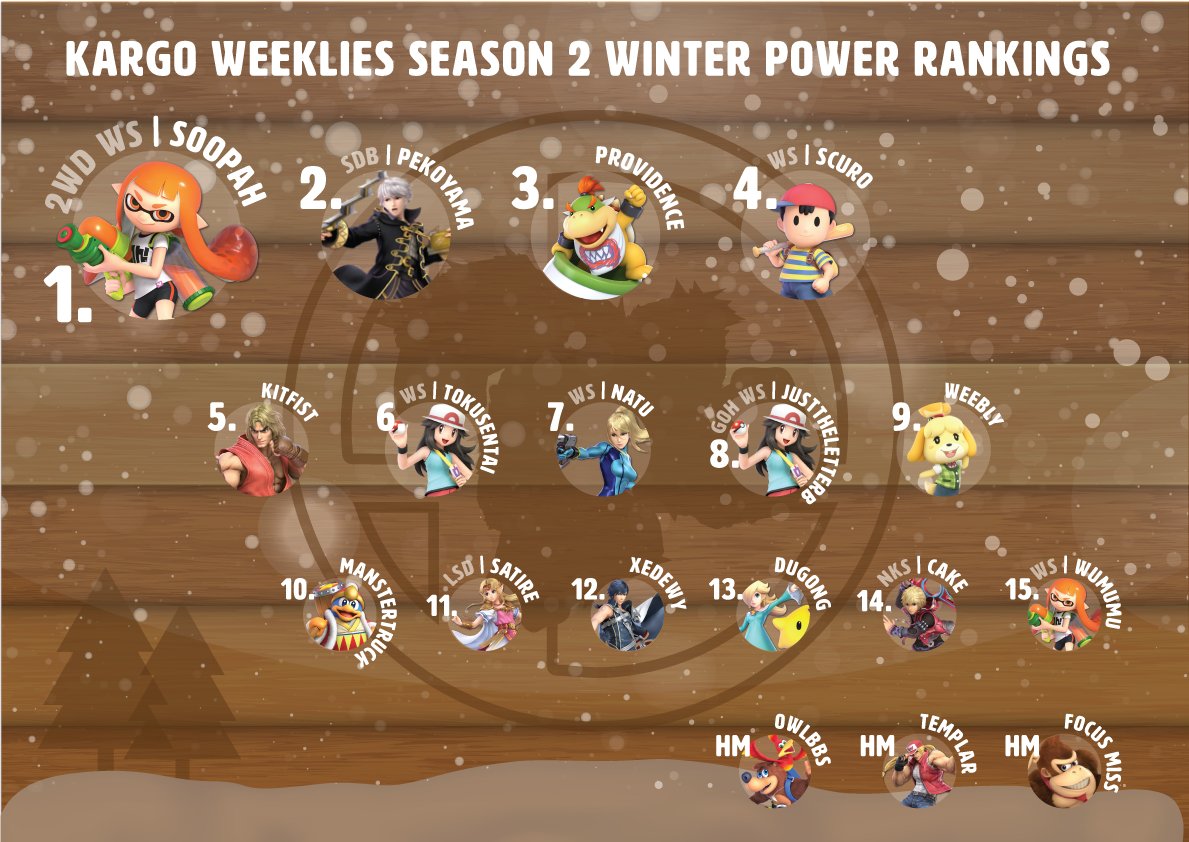 KARGO WEEKLIES SEASON 2 WINTER POWER RANKINGS
1. 2WD WS | SOOPAH
2. SDB | PEKOYAMA
3. PROVIDENCE
4. WS | SCURO
5. KITFIST
6. WS | TOKUSENTAI
7. WS | NATU
8. GOH WS | JUSTTHELETTERB
9. WEEBLY
10. MANSTERTRUCK
11. LSD | SATIRE
12. XEDEWY
13. DUGONG
14. NKS | CAKE
15. WS | WUMUMU
HM OWLBBS
HM TEMPLAR
HM FOCUS MISS